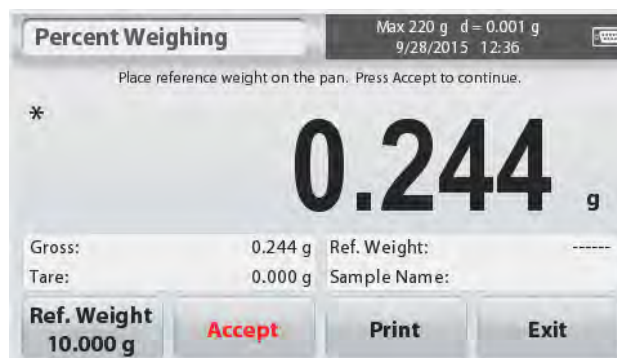 Percent Weighing
Max 220 g d = 0.001 g
9/28/2015 12:36
Place reference weight on the pan. Press Accept to continue.
*
0.244 g
Gross: 0.244 g Ref. Weight: ------
Tare: 0.000 g Sample Name:
Ref. Weight
10.000 g
Accept
Print
Exit